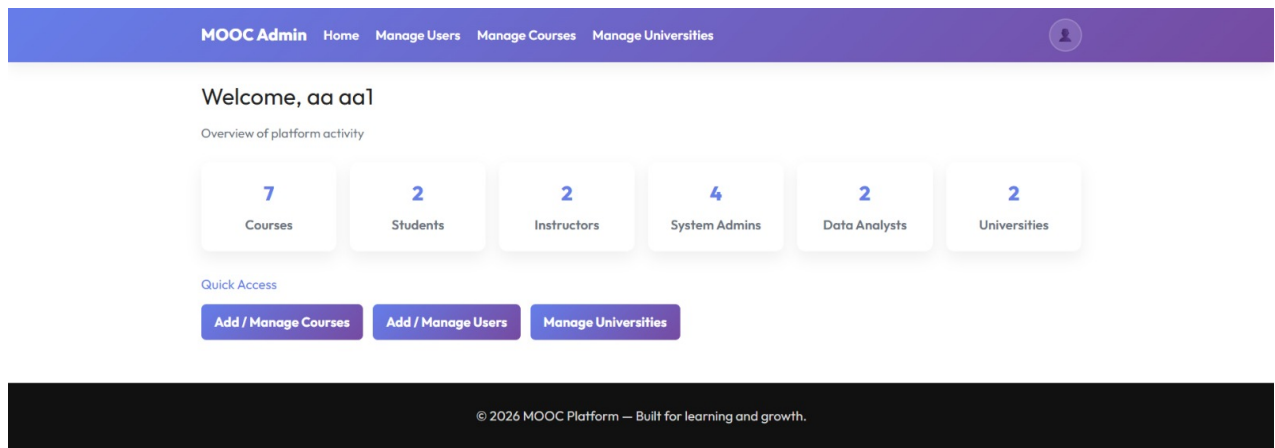 MOOC Admin Home Manage Users Manage Courses Manage Universities
Welcome, aa aa1
Overview of platform activity
7 2 2 4 2 2
Courses Students Instructors System Admins Data Analysts Universities
Quick Access
Add / Manage Courses Add / Manage Users Manage Universities
© 2026 MOOC Platform — Built for learning and growth.